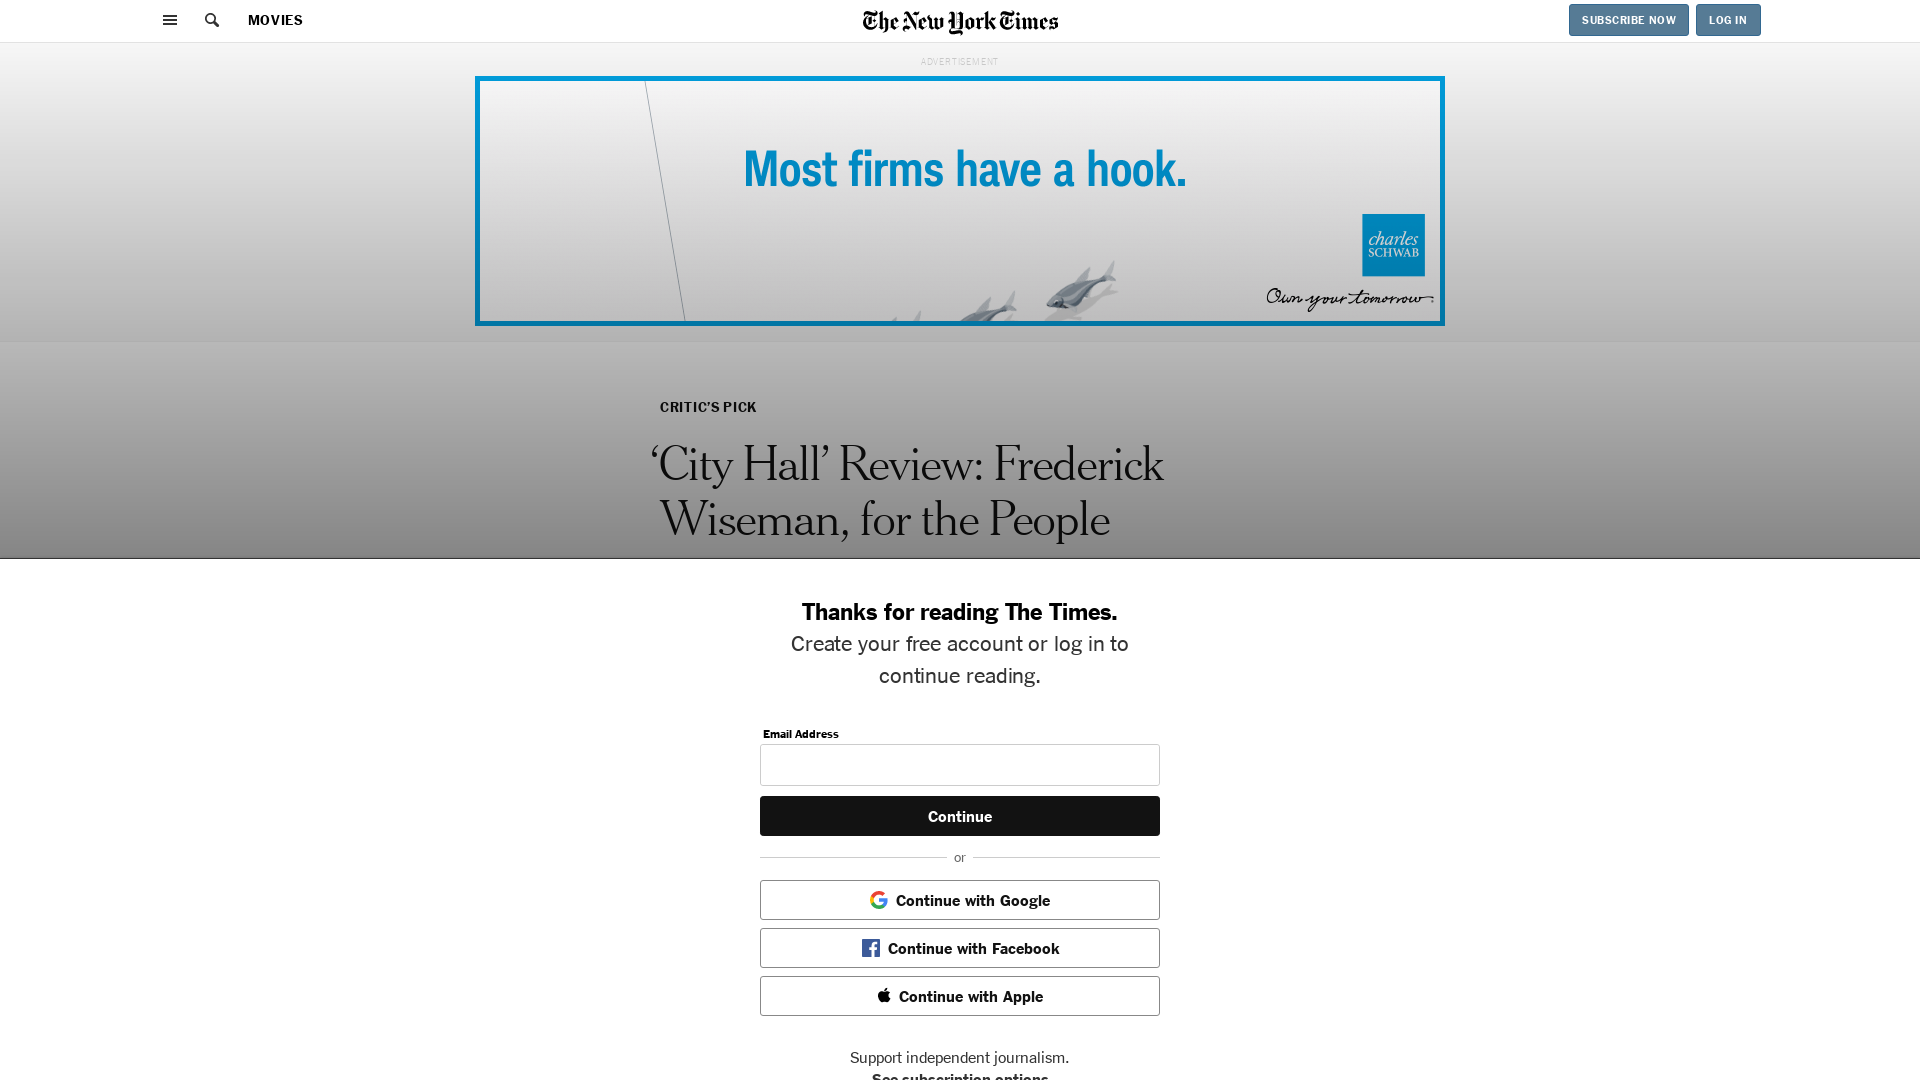 MOVIES
The New York Times
SUBSCRIBE NOW
LOG IN
ADVERTISEMENT
Most firms have a hook.
charles
SCHWAB
Own your tomorrow.
CRITIC’S PICK
‘City Hall’ Review: Frederick
Wiseman, for the People
Thanks for reading The Times.
Create your free account or log in to
continue reading.
Email Address
Continue
or
Continue with Google
Continue with Facebook
Continue with Apple
Support independent journalism.
See subscription options.